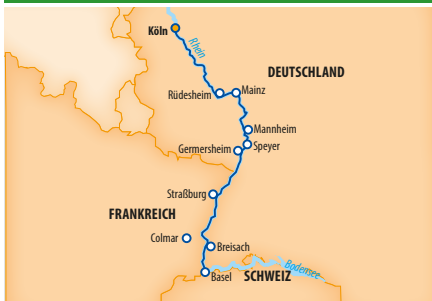 Köln
Rhein
DEUTSCHLAND
Rüdesheim
Mainz
Mannheim
Germersheim
Speyer
Straßburg
FRANKREICH
Colmar
Breisach
Bodensee
Basel
SCHWEIZ